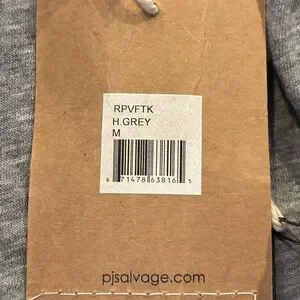 RPVFTK
H.GREY
M
6 71478 63816 5
pjsalvage.com